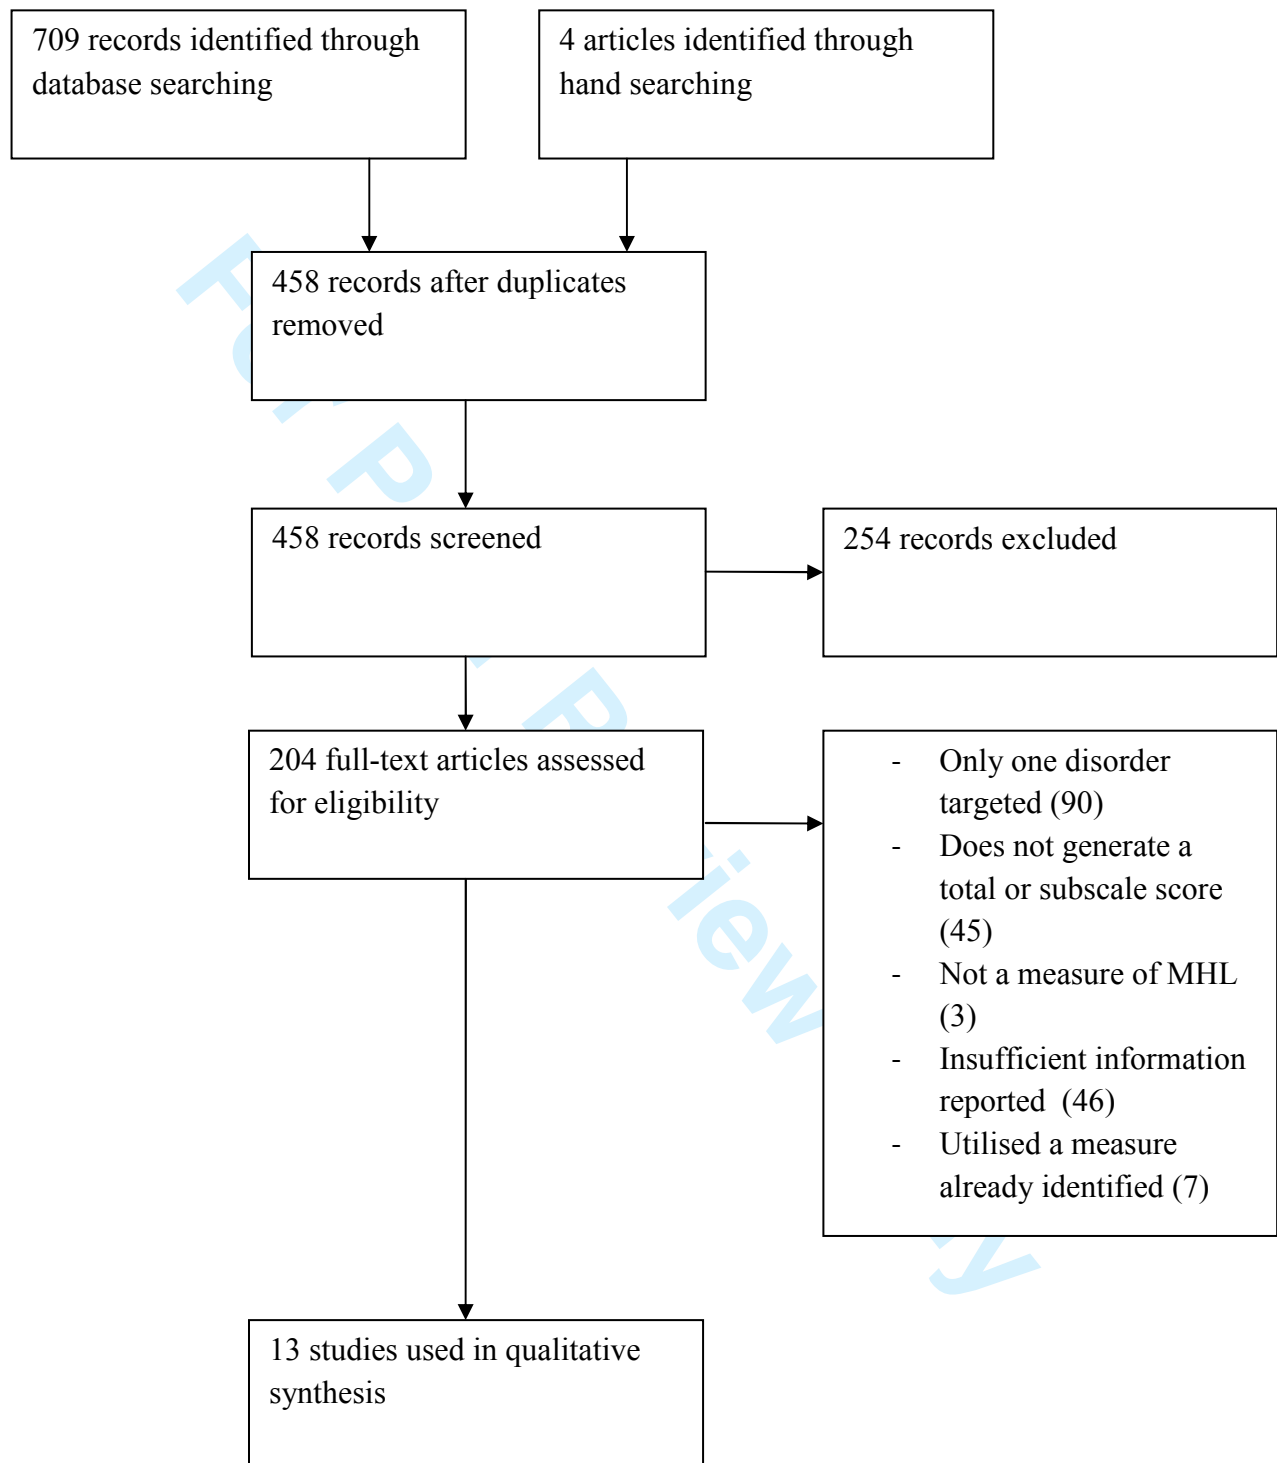 709 records identified through
database searching
4 articles identified through
hand searching
458 records after duplicates
removed
458 records screened
254 records excluded
204 full-text articles assessed
for eligibility
- Only one disorder
targeted (90)
- Does not generate a
total or subscale score
(45)
- Not a measure of MHL
(3)
- Insufficient information
reported (46)
- Utilised a measure
already identified (7)
13 studies used in qualitative
synthesis